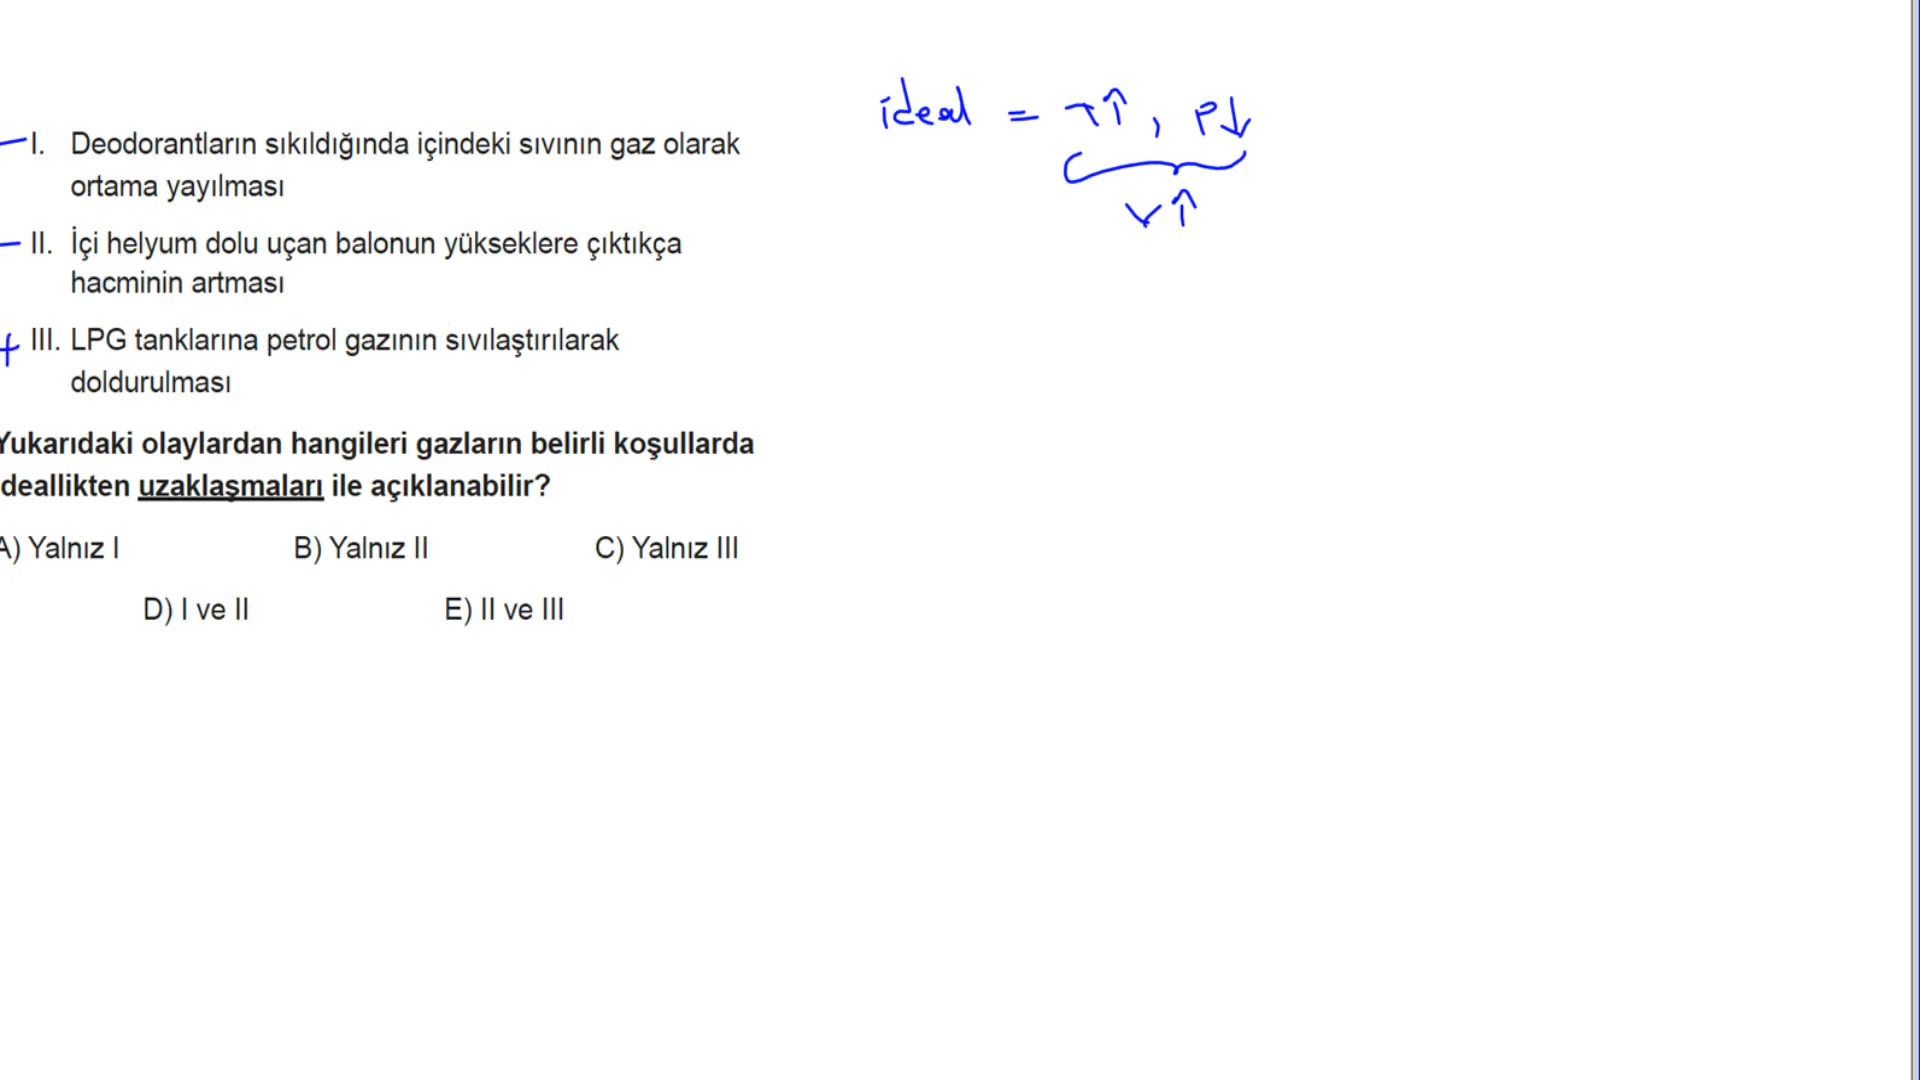 I. Deodorantların sıkıldığında içindeki sıvının gaz olarak
ortama yayılması
II. İçi helyum dolu uçan balonun yükseklere çıktıkça
hacminin artması
III. LPG tanklarına petrol gazının sıvılaştırılarak
doldurulması
Yukarıdaki olaylardan hangileri gazların belirli koşullarda
deallikten uzaklaşmaları ile açıklanabilir?
A) Yalnız I B) Yalnız II C) Yalnız III
D) I ve II E) II ve III
ideal = T↑, P↓
V↑